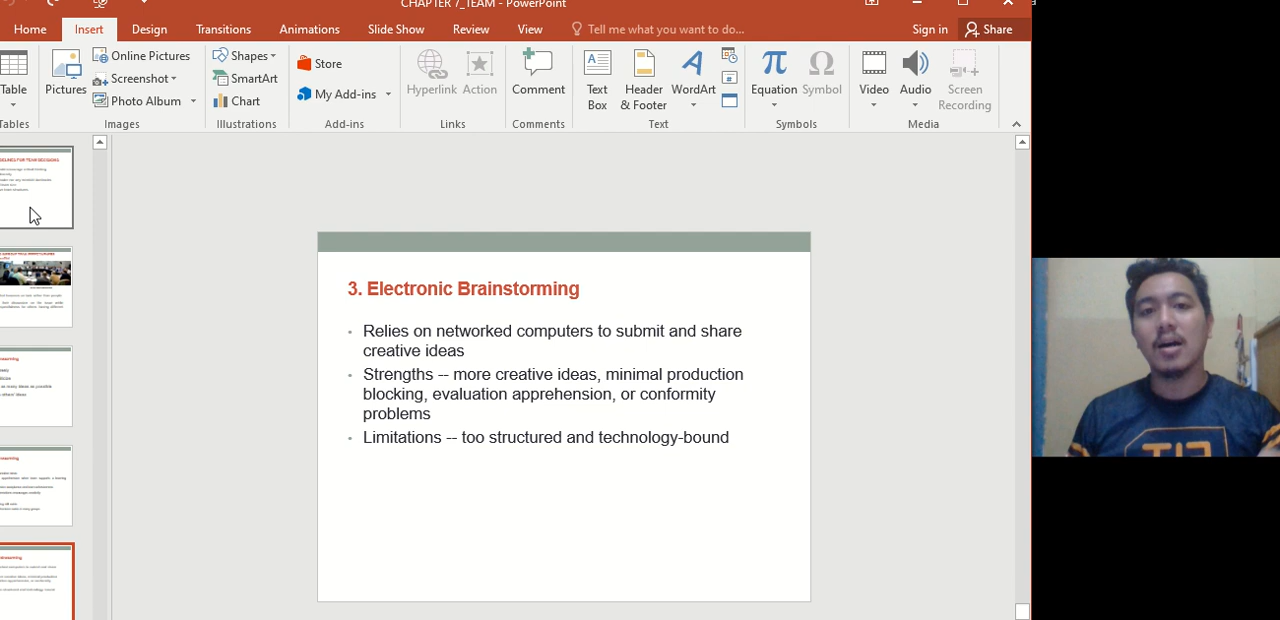 CHAPTER 7_TEAM - PowerPoint
Home Insert Design Transitions Animations Slide Show Review View Tell me what you want to do... Sign in Share
Table
Tables
Pictures
Online Pictures
Screenshot
Photo Album
Images
Shapes
SmartArt
Chart
Illustrations
Store
My Add-ins
Add-ins
Hyperlink Action
Links
Comment
Comments
Text
Box
Header
& Footer
WordArt
Text
Equation Symbol
Symbols
Video Audio Screen
Recording
Media
3. Electronic Brainstorming
Relies on networked computers to submit and share
creative ideas
Strengths -- more creative ideas, minimal production
blocking, evaluation apprehension, or conformity
problems
Limitations -- too structured and technology-bound